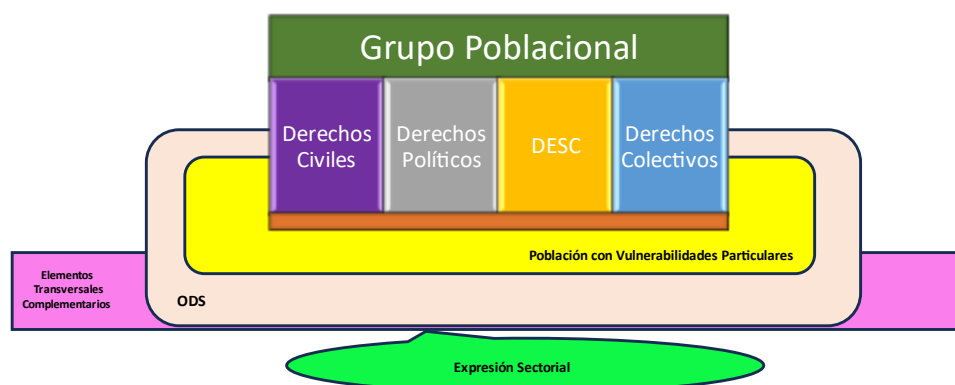 Grupo Poblacional
Derechos
Civiles
Derechos
Políticos
DESC
Derechos
Colectivos
Población con Vulnerabilidades Particulares
Elementos
Transversales
Complementarios
ODS
Expresión Sectorial